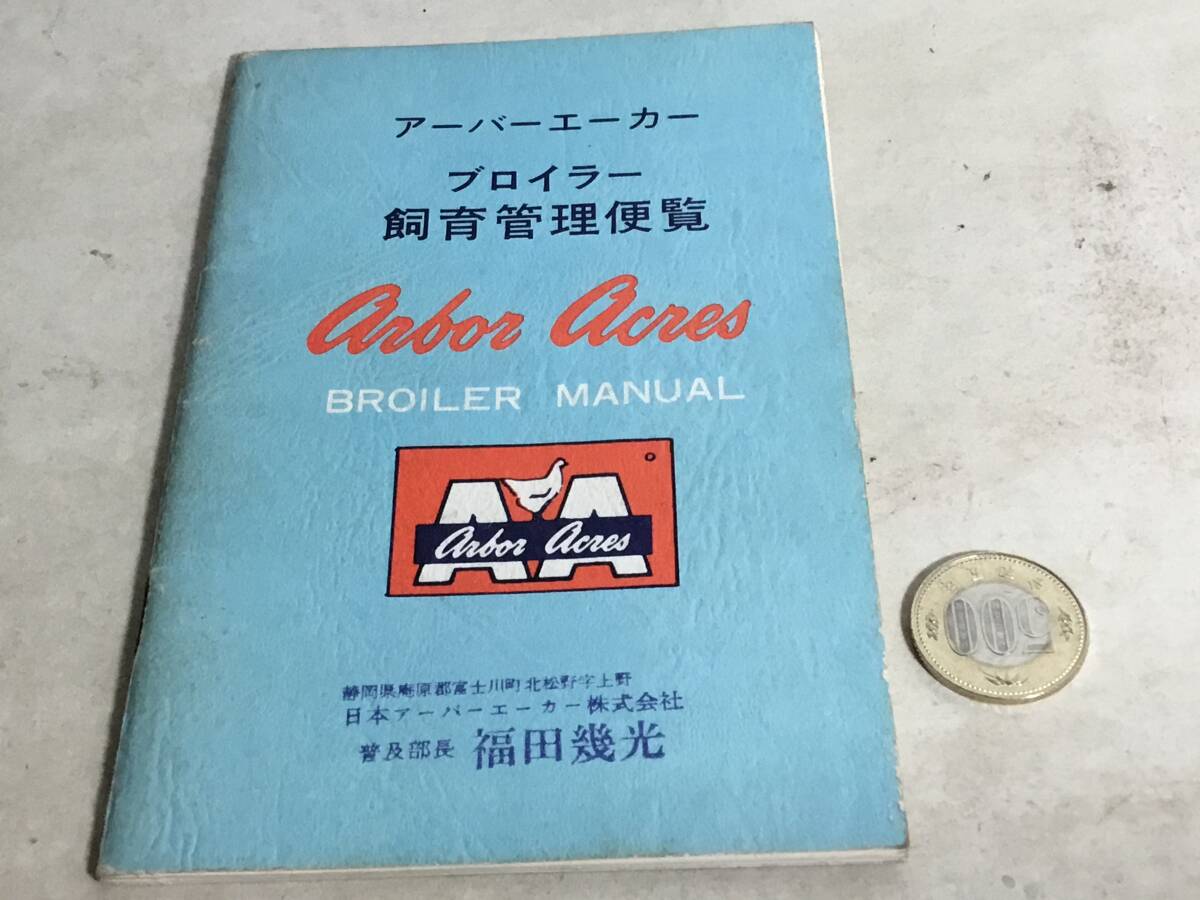 アーバーエーカー
ブロイラー
飼育管理便覧
Arbor Acres
BROILER MANUAL
AA
Arbor Acres
静岡県庵原郡富士川町北松野字上野
日本アーバーエーカー株式会社
普及部長 福田幾光
500